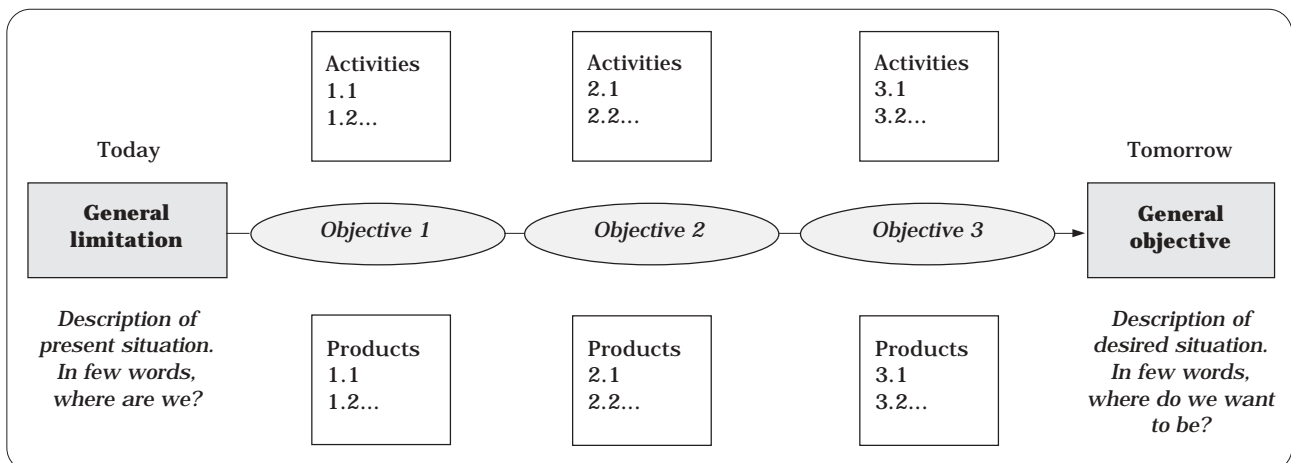 Activities
1.1
1.2...
Activities
2.1
2.2...
Activities
3.1
3.2...
Today
Tomorrow
General
limitation
Objective 1
Objective 2
Objective 3
General
objective
Description of
present situation.
In few words,
where are we?
Products
1.1
1.2...
Products
2.1
2.2...
Products
3.1
3.2...
Description of
desired situation.
In few words,
where do we want
to be?